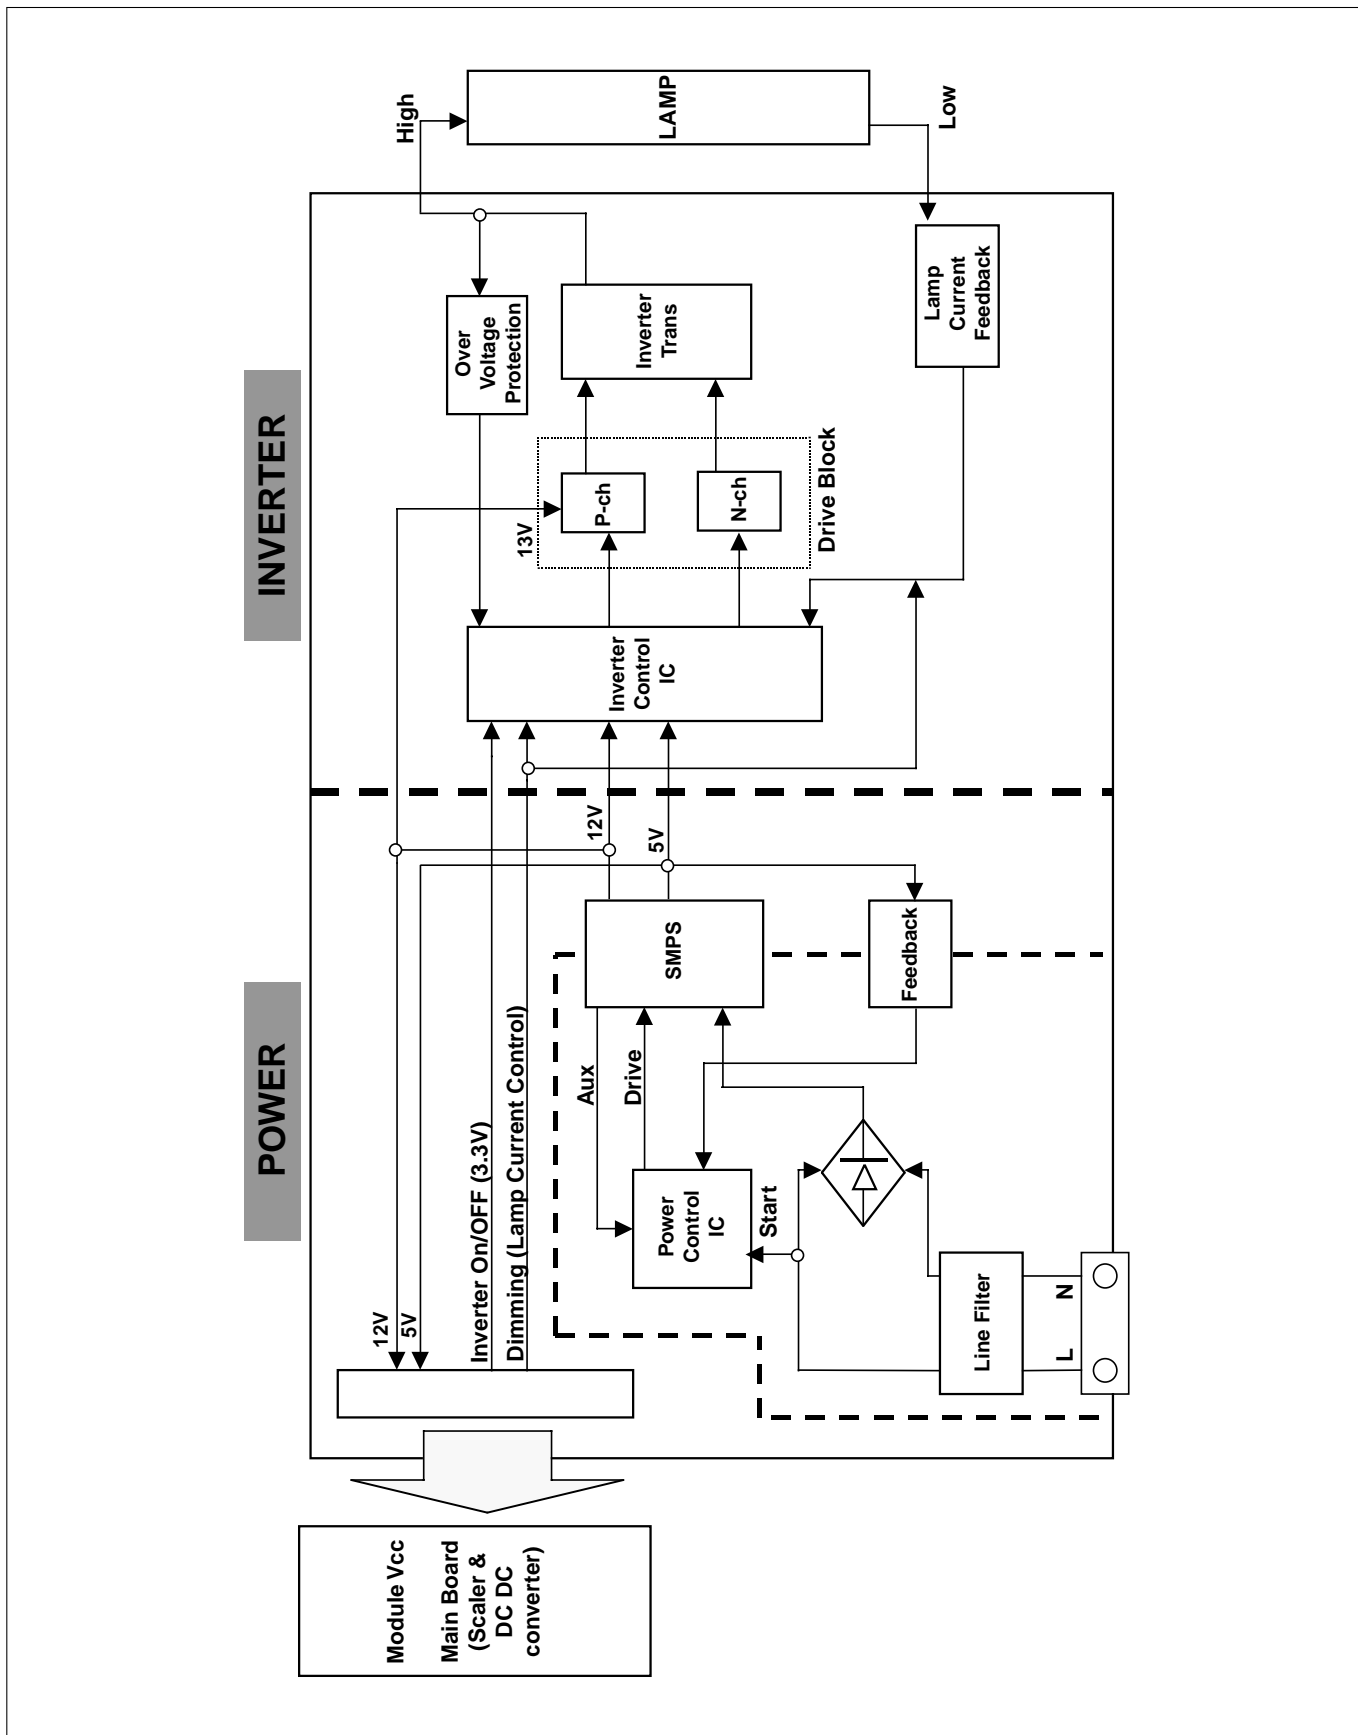 POWER
INVERTER
Module Vcc
Main Board
(Scaler &
DC DC
converter)
12V
5V
Inverter On/OFF (3.3V)
Dimming (Lamp Current Control)
L
N
Line Filter
Start
Power
Control
IC
Aux
Drive
SMPS
Feedback
12V
5V
Inverter
Control
IC
13V
P-ch
N-ch
Drive Block
Over
Voltage
Protection
Inverter
Trans
Lamp
Current
Feedback
High
LAMP
Low